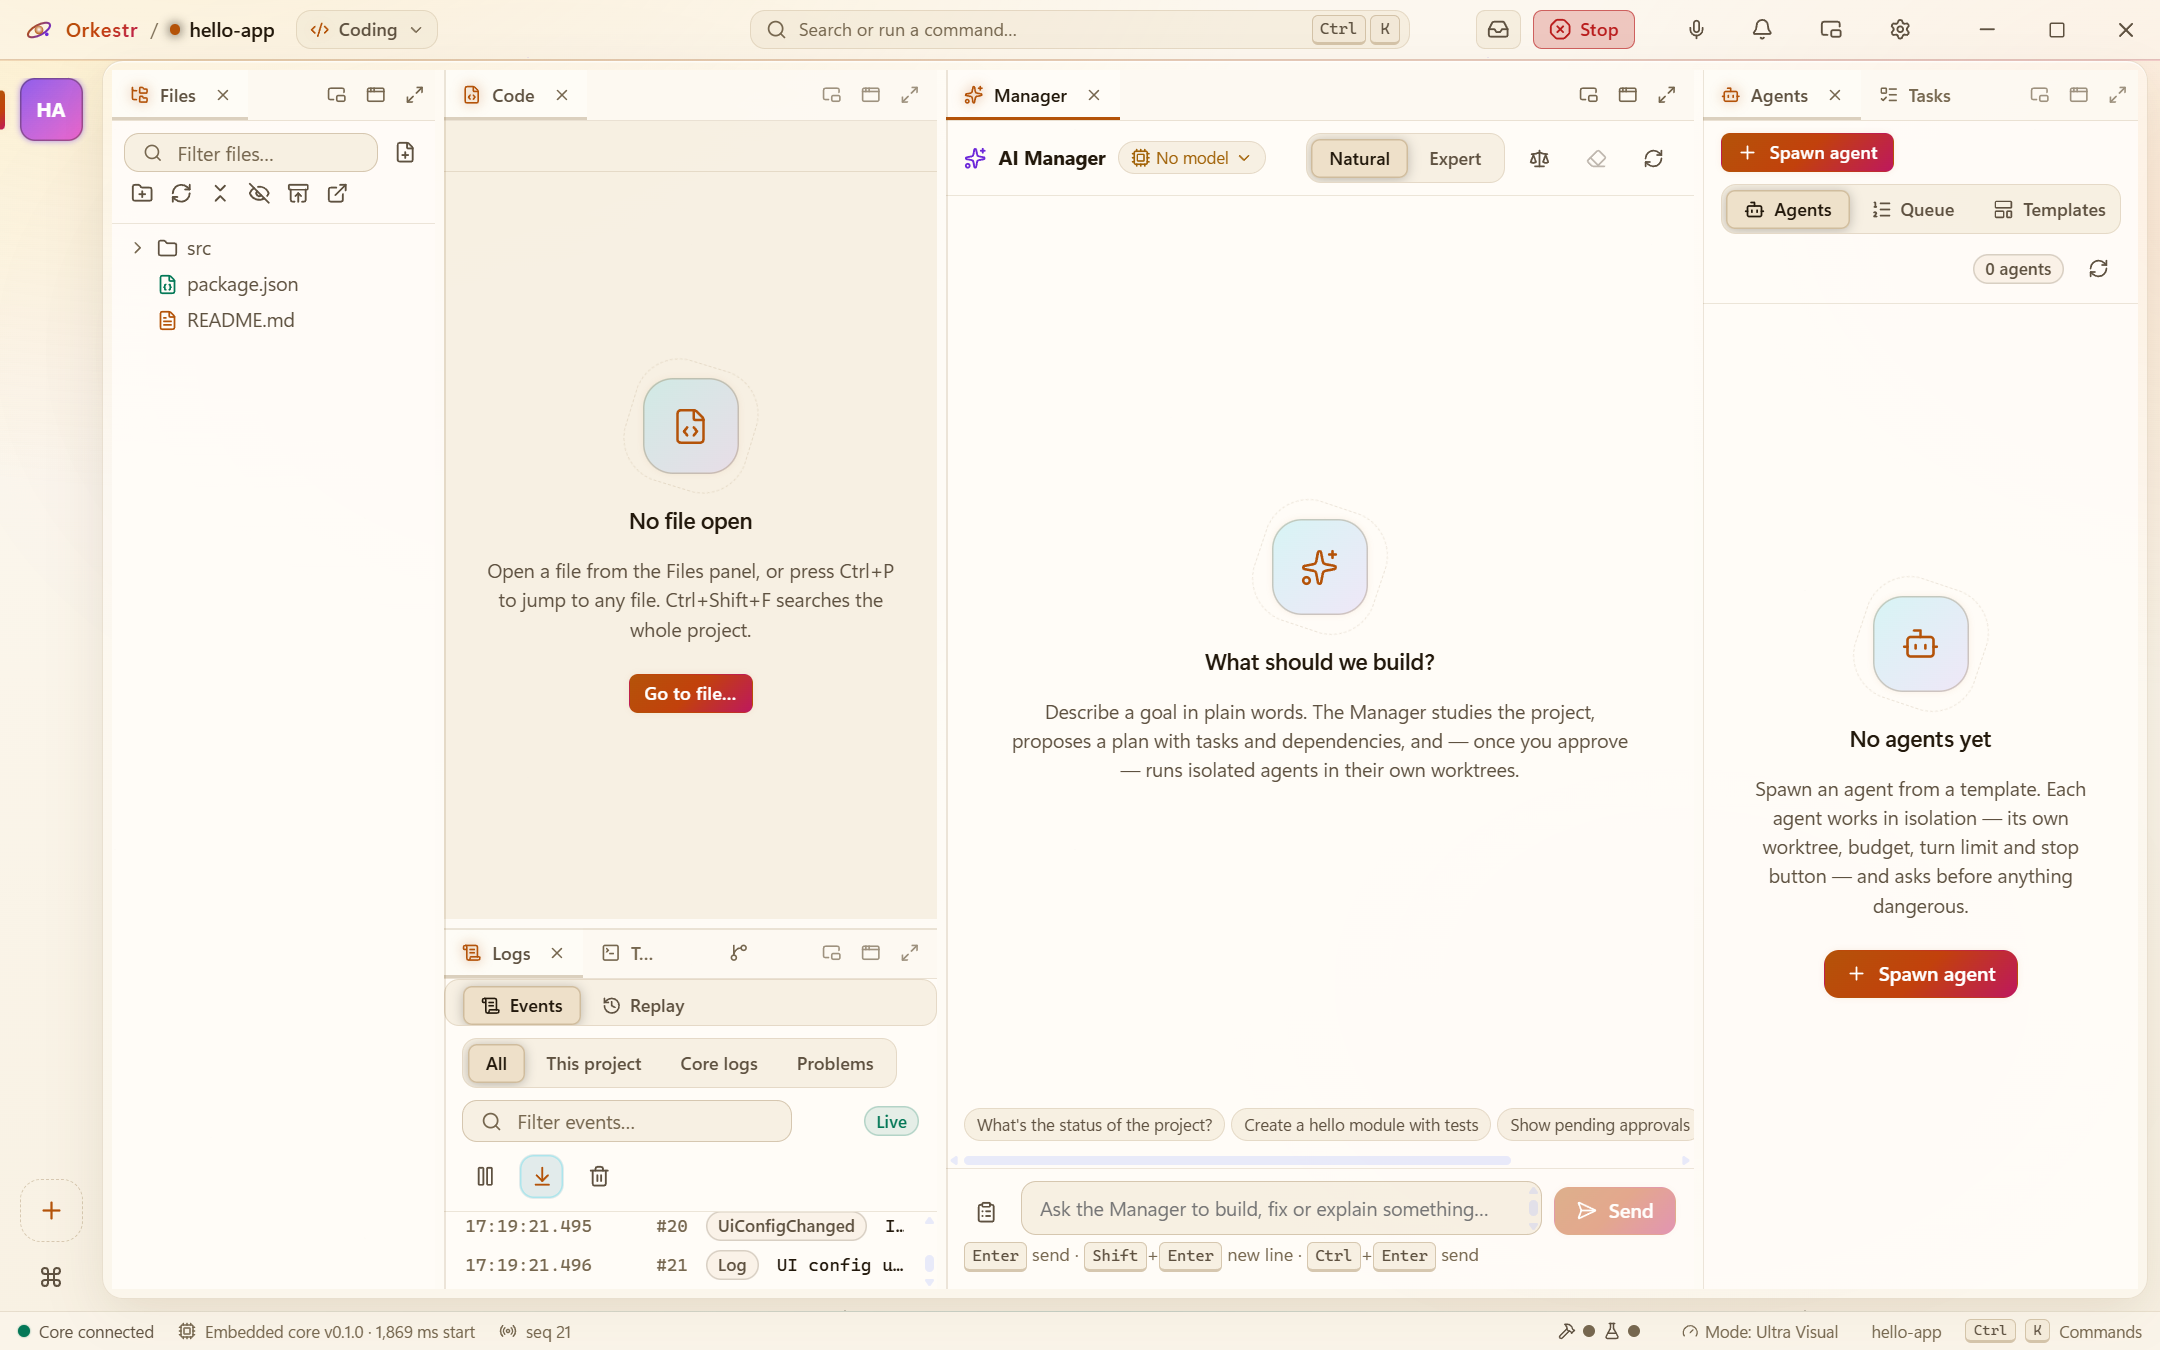 Orkestr / hello-app
Coding
Search or run a command...
Ctrl K
Stop
HA
Files
Filter files...
src
package.json
README.md
Code
No file open
Open a file from the Files panel, or press Ctrl+P
to jump to any file. Ctrl+Shift+F searches the
whole project.
Go to file...
Logs
T...
Events
Replay
All
This project
Core logs
Problems
Filter events...
Live
17:19:21.495 #20 UiConfigChanged I...
17:19:21.496 #21 Log UI config u...
Manager
AI Manager
No model
Natural
Expert
What should we build?
Describe a goal in plain words. The Manager studies the project,
proposes a plan with tasks and dependencies, and — once you approve
— runs isolated agents in their own worktrees.
What's the status of the project?
Create a hello module with tests
Show pending approvals
Ask the Manager to build, fix or explain something...
Send
Enter send · Shift+Enter new line · Ctrl+Enter send
Agents
Tasks
Spawn agent
Agents
Queue
Templates
0 agents
No agents yet
Spawn an agent from a template. Each
agent works in isolation — its own
worktree, budget, turn limit and stop
button — and asks before anything
dangerous.
Spawn agent
Core connected
Embedded core v0.1.0 · 1,869 ms start
seq 21
Mode: Ultra Visual
hello-app
Ctrl K Commands